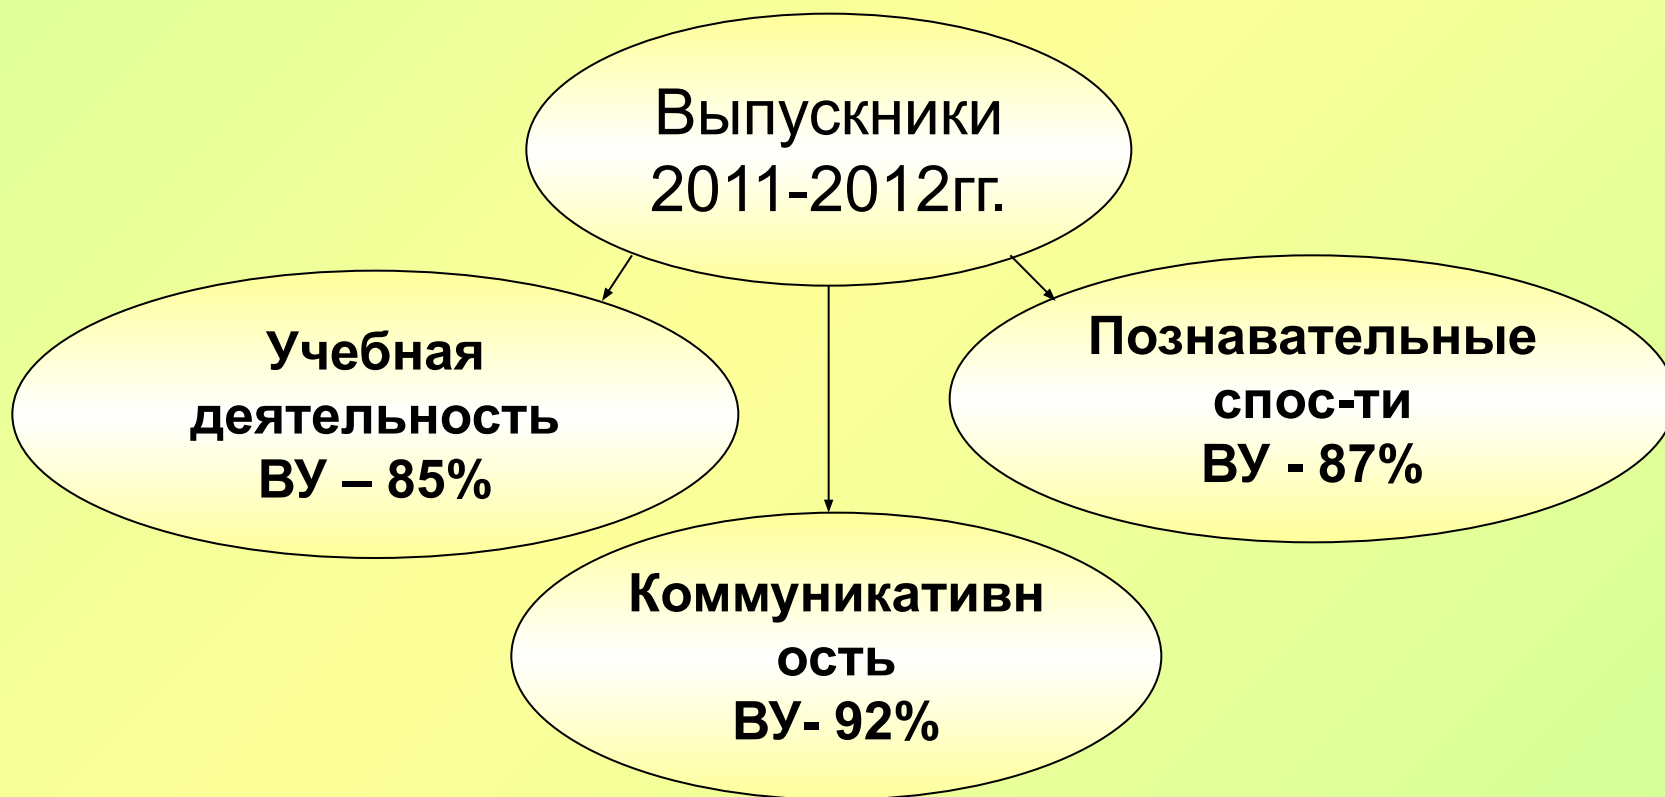 Выпускники
2011-2012гг.
Учебная
деятельность
ВУ – 85%
Познавательные
спос-ти
ВУ - 87%
Коммуникативн
ость
ВУ- 92%